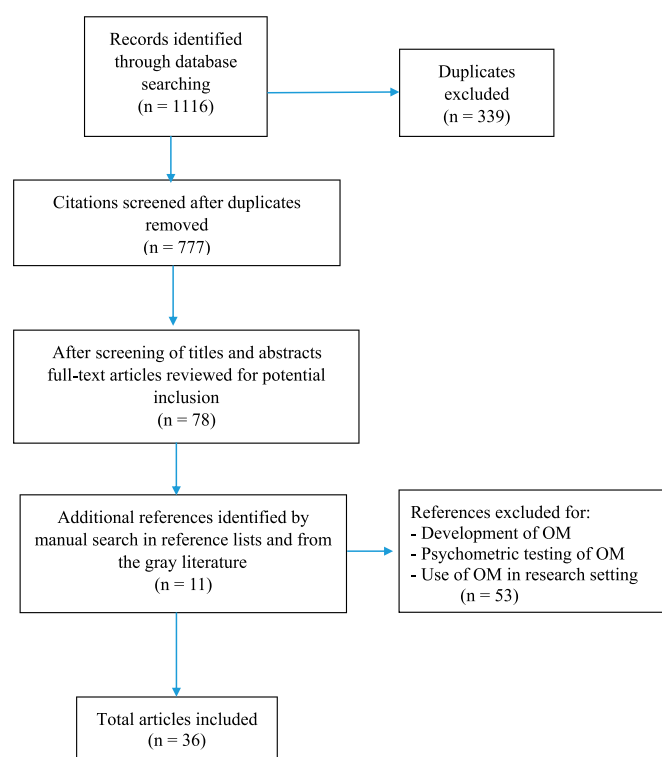 Records identified
through database
searching
(n = 1116)
Duplicates
excluded
(n = 339)
Citations screened after duplicates
removed
(n = 777)
After screening of titles and abstracts
full-text articles reviewed for potential
inclusion
(n = 78)
Additional references identified by
manual search in reference lists and from
the gray literature
(n = 11)
References excluded for:
- Development of OM
- Psychometric testing of OM
- Use of OM in research setting
(n = 53)
Total articles included
(n = 36)